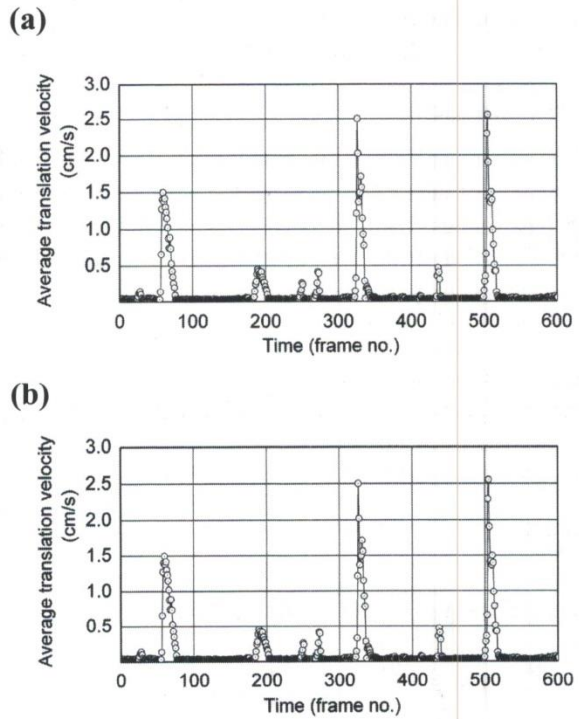 (a)
Average translation velocity
(cm/s)
3.0
2.5
2.0
1.5
1.0
0.5
0 100 200 300 400 500 600
Time (frame no.)
(b)
Average translation velocity
(cm/s)
3.0
2.5
2.0
1.5
1.0
0.5
0 100 200 300 400 500 600
Time (frame no.)